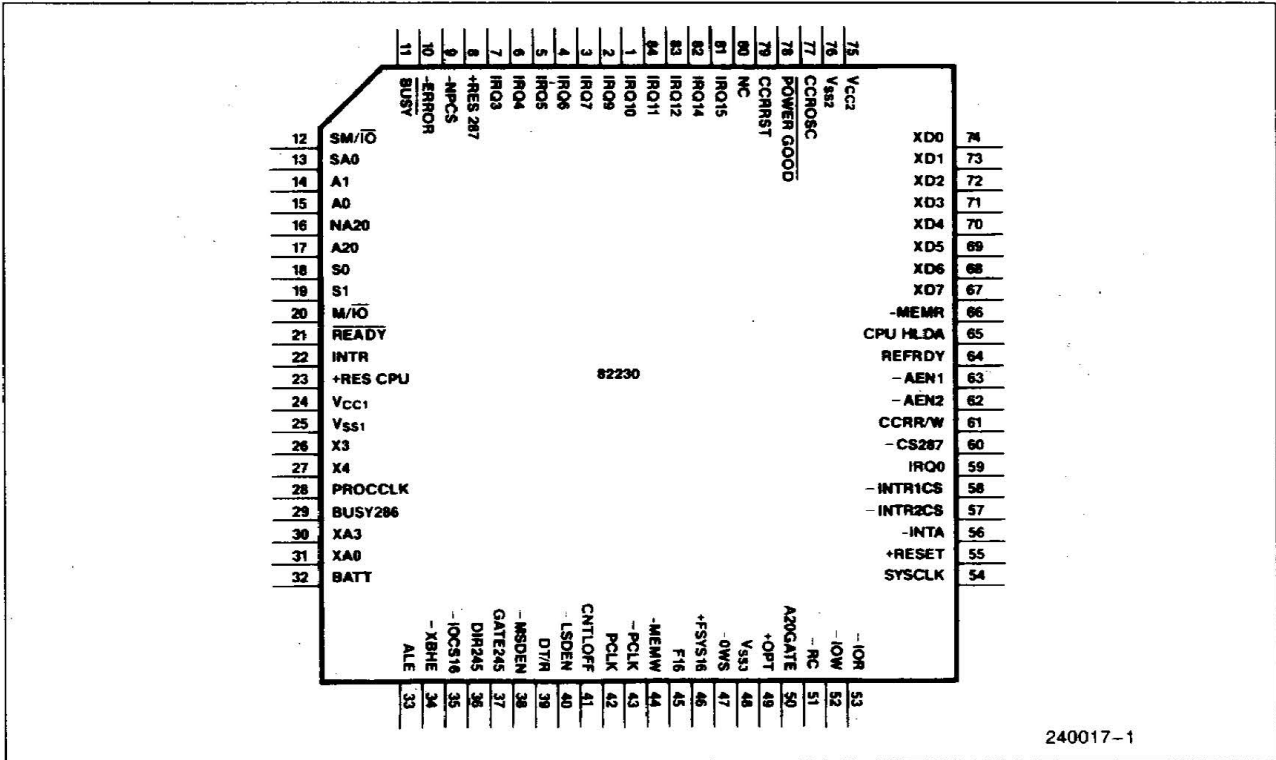 11 10 9 8 7 6 5 4 3 2 1 84 83 82 81 80 79 78 77 76 75
BUSY
-ERROR
-NPCS
+RES 287
IRQ3
IRQ4
IRQ5
IRQ6
IRQ7
IRQ9
IRQ10
IRQ11
IRQ12
IRQ14
IRQ15
NC
CCRRST
POWER GOOD
CCROSC
VSS2
VCC2
12 SM/IO
13 SA0
14 A1
15 A0
16 NA20
17 A20
18 S0
19 S1
20 M/IO
21 READY
22 INTR
23 +RES CPU
24 VCC1
25 VSS1
26 X3
27 X4
28 PROCCLK
29 BUSY286
30 XA3
31 XA0
32 BATT
82230
XD0 74
XD1 73
XD2 72
XD3 71
XD4 70
XD5 69
XD6 68
XD7 67
-MEMR 66
CPU HLDA 65
REFRDY 64
-AEN1 63
-AEN2 62
CCRR/W 61
-CS287 60
IRQ0 59
-INTR1CS 58
-INTR2CS 57
-INTA 56
+RESET 55
SYSCLK 54
ALE
-XBHE
-IOCS16
DIR245
GATE245
-MSDEN
DT/R
-LSDEN
CNTLOFF
PCLK
-PCLK
-MEMW
F16
+FSYS16
-0WS
VSS3
+OPT
A20GATE
-RC
-IOW
-IOR
33 34 35 36 37 38 39 40 41 42 43 44 45 46 47 48 49 50 51 52 53
240017-1